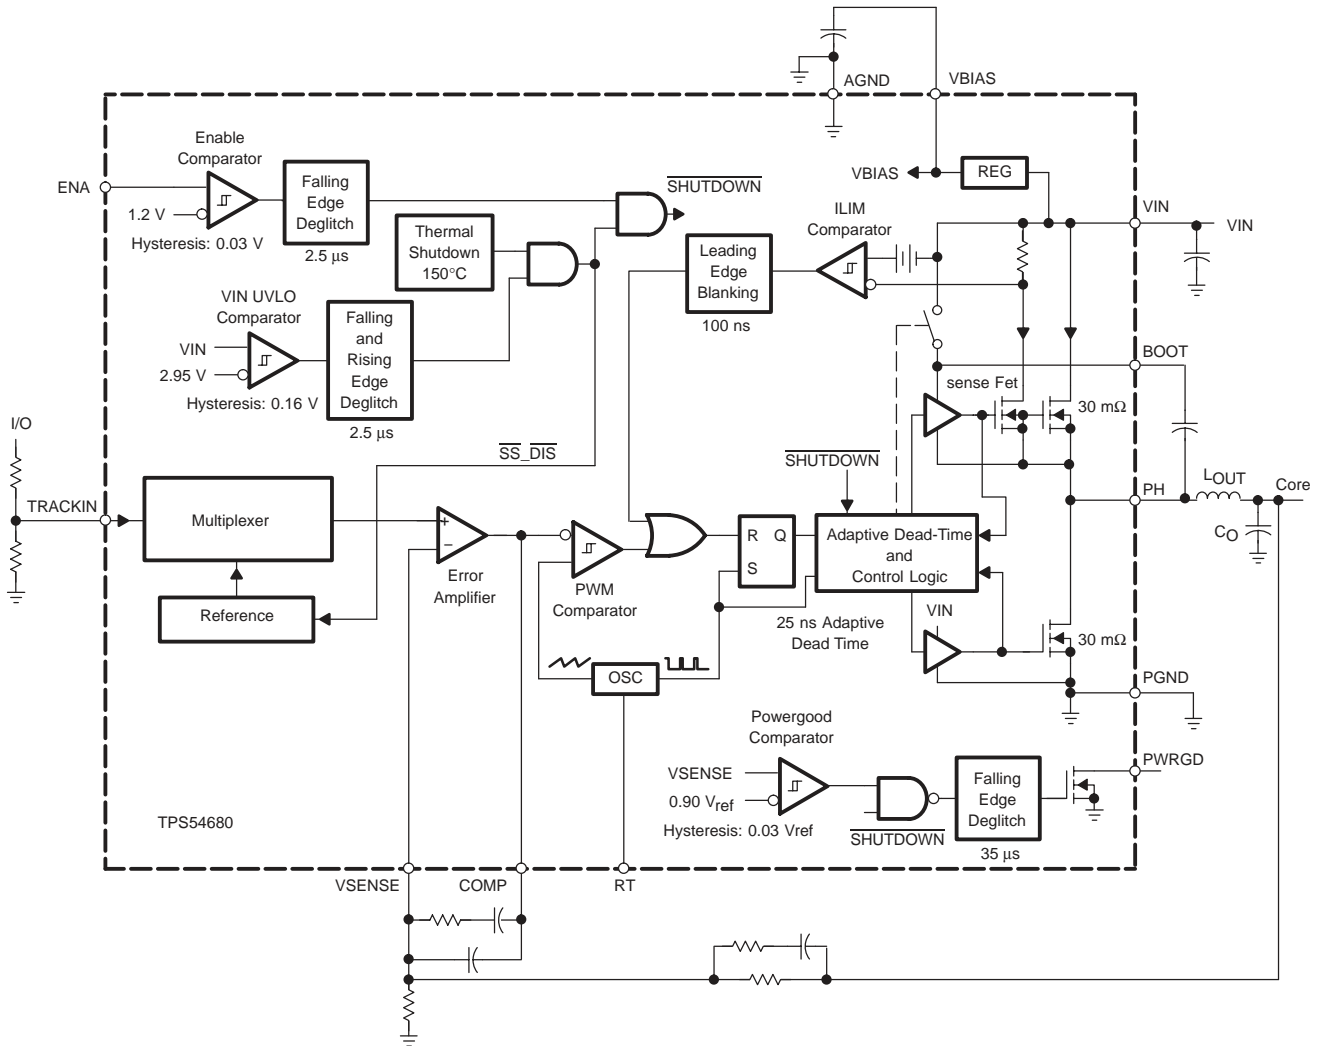 AGND
VBIAS
Enable
Comparator
ENA
1.2 V
Hysteresis: 0.03 V
Falling
Edge
Deglitch
2.5 μs
Thermal
Shutdown
150°C
SHUTDOWN
VBIAS
REG
ILIM
Comparator
Leading
Edge
Blanking
100 ns
VIN
VIN
VIN UVLO
Comparator
VIN
2.95 V
Hysteresis: 0.16 V
Falling
and
Rising
Edge
Deglitch
2.5 μs
BOOT
sense Fet
30 mΩ
I/O
SS_DIS
SHUTDOWN
TRACKIN
Multiplexer
Reference
+
−
Error
Amplifier
PWM
Comparator
R Q
S
Adaptive Dead-Time
and
Control Logic
25 ns Adaptive
Dead Time
VIN
30 mΩ
PH
LOUT
Core
CO
OSC
PGND
Powergood
Comparator
VSENSE
0.90 Vref
Hysteresis: 0.03 Vref
SHUTDOWN
Falling
Edge
Deglitch
35 μs
PWRGD
TPS54680
VSENSE
COMP
RT